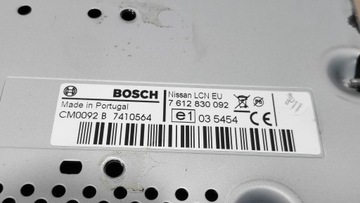 BOSCH
Made in Portugal
CM0092 B 7410564
Nissan LCN EU
7 612 830 092
e1 03 5454
CE